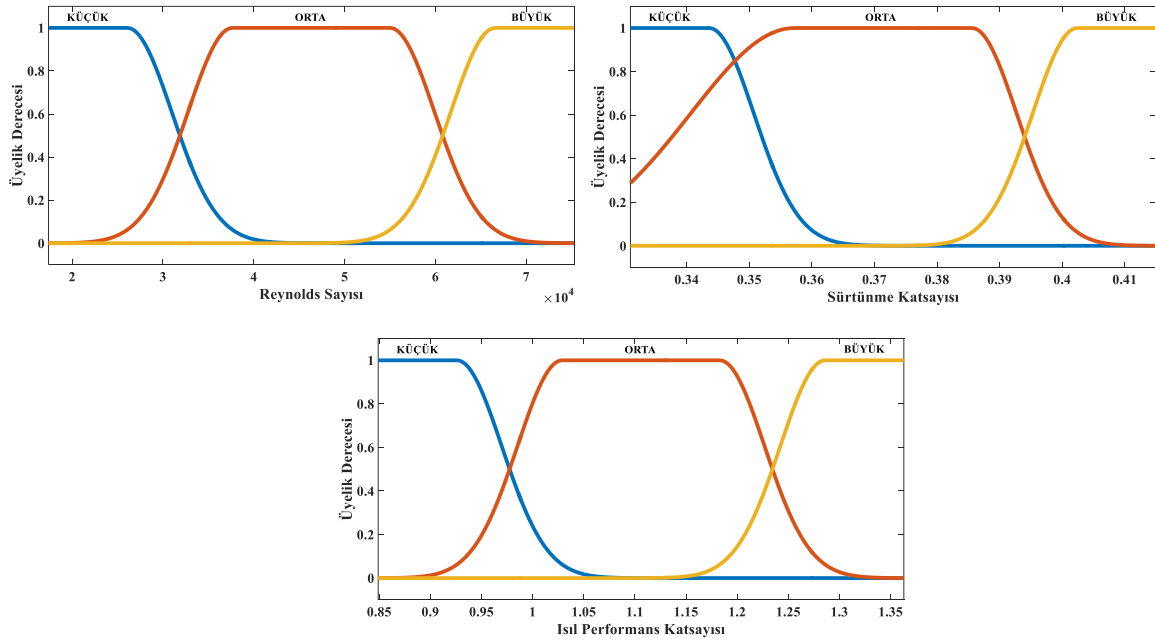 KÜÇÜK ORTA BÜYÜK
1
0.8
0.6
0.4
0.2
0
Üyelik Derecesi
2 3 4 5 6 7
×10⁴
Reynolds Sayısı
KÜÇÜK ORTA BÜYÜK
1
0.8
0.6
0.4
0.2
0
Üyelik Derecesi
0.34 0.35 0.36 0.37 0.38 0.39 0.4 0.41
Sürtünme Katsayısı
KÜÇÜK ORTA BÜYÜK
1
0.8
0.6
0.4
0.2
0
Üyelik Derecesi
0.85 0.9 0.95 1 1.05 1.1 1.15 1.2 1.25 1.3 1.35
Isıl Performans Katsayısı